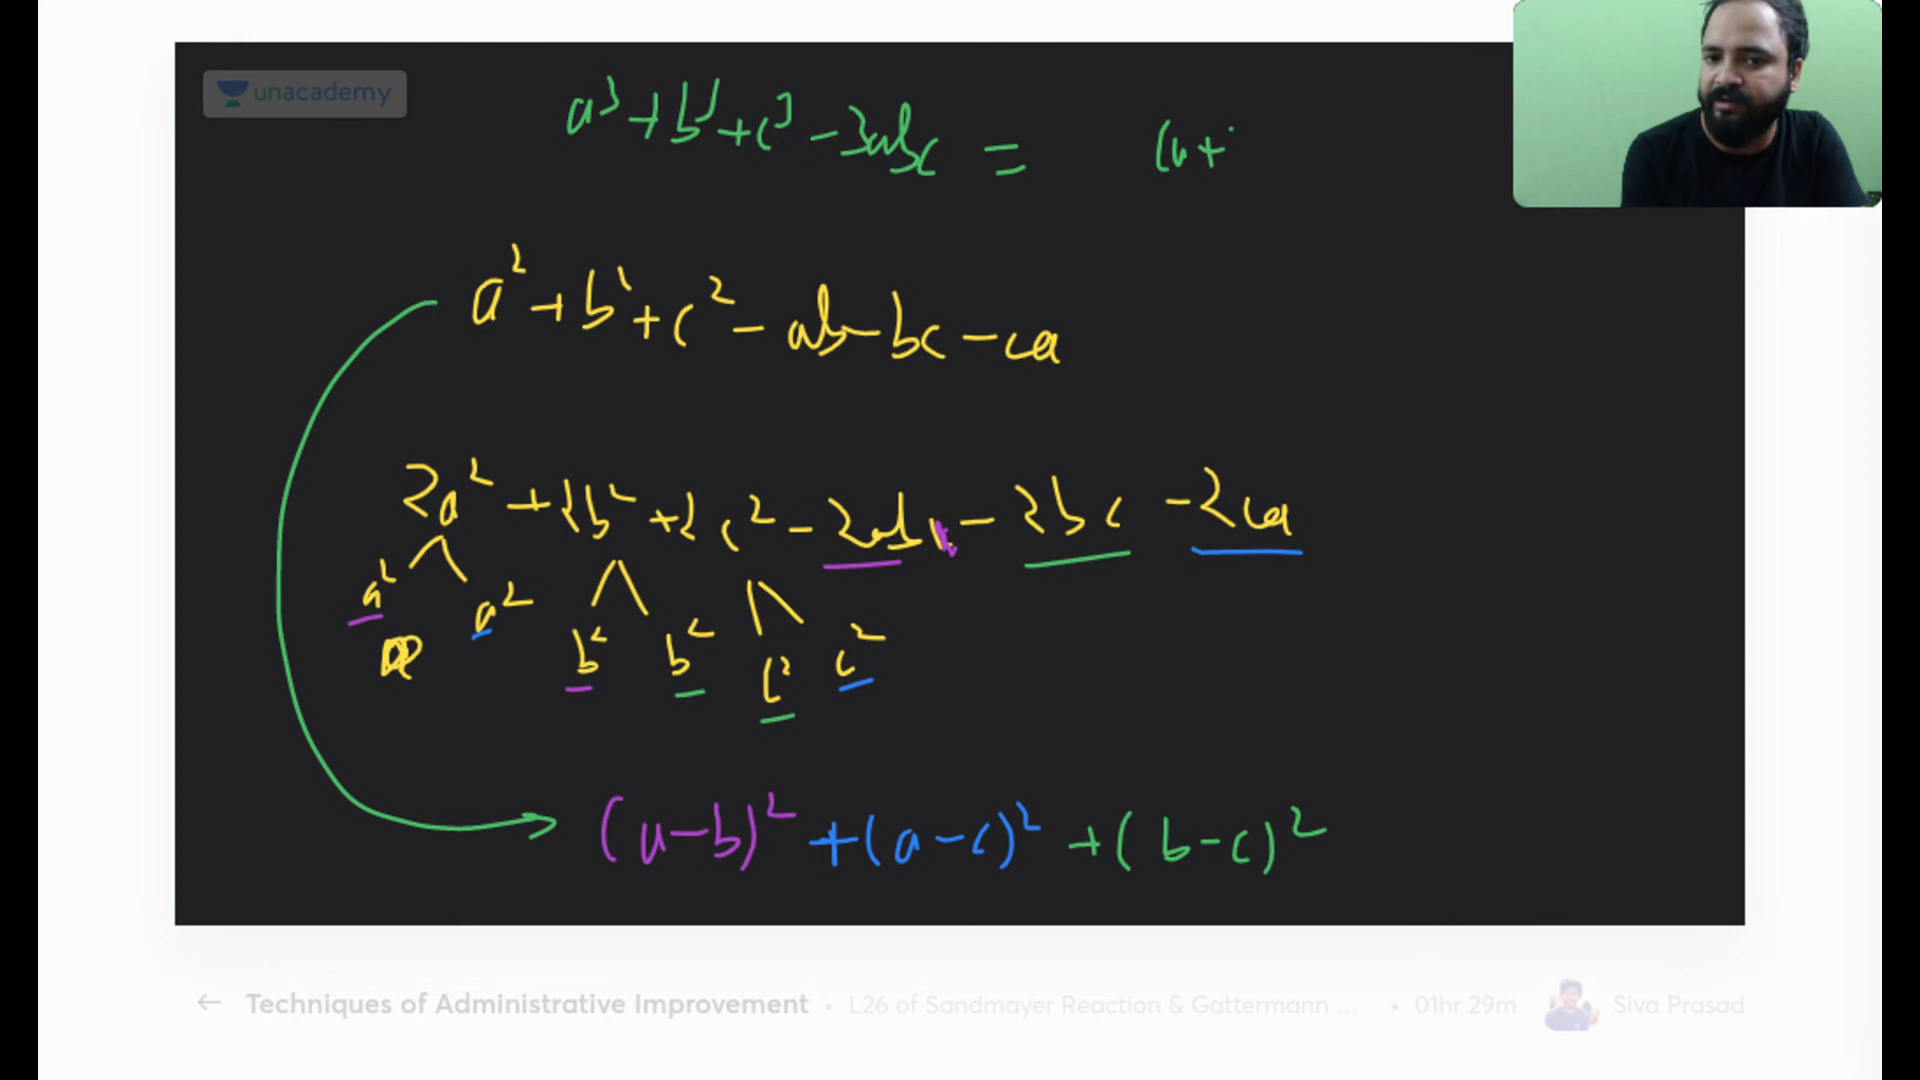 unacademy
a³ + b³ + c³ - 3abc = (a +
a² + b² + c² - ab - bc - ca
2a² + 2b² + 2c² - 2ab - 2bc - 2ca
a² a² b² b² c² c²
(a-b)² + (a-c)² + (b-c)²
← Techniques of Administrative Improvement • L26 of Sandmayer Reaction & Gattermann ... • 01hr 29m Siva Prasad